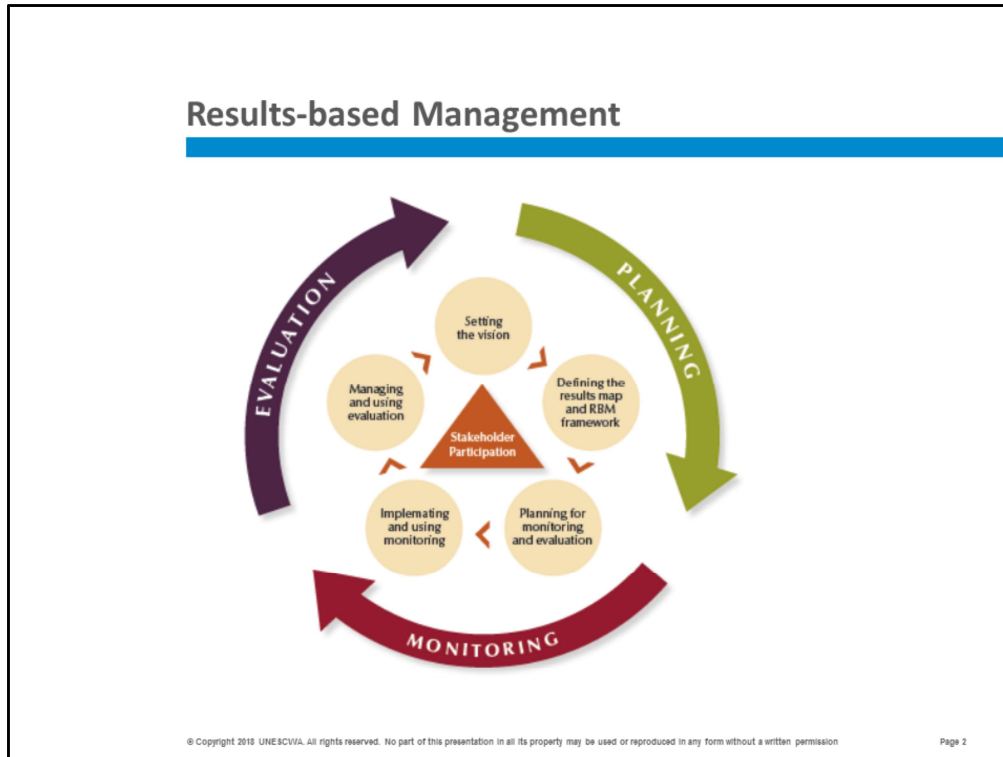 Results-based Management
EVALUATION
PLANNING
Setting
the vision
Managing
and using
evaluation
Defining the
results map
and RBM
framework
Stakeholder
Participation
Implemating
and using
monitoring
Planning for
monitoring
and evaluation
MONITORING
© Copyright 2018 UNESCWA. All rights reserved. No part of this presentation in all its property may be used or reproduced in any form without a written permission
Page 2